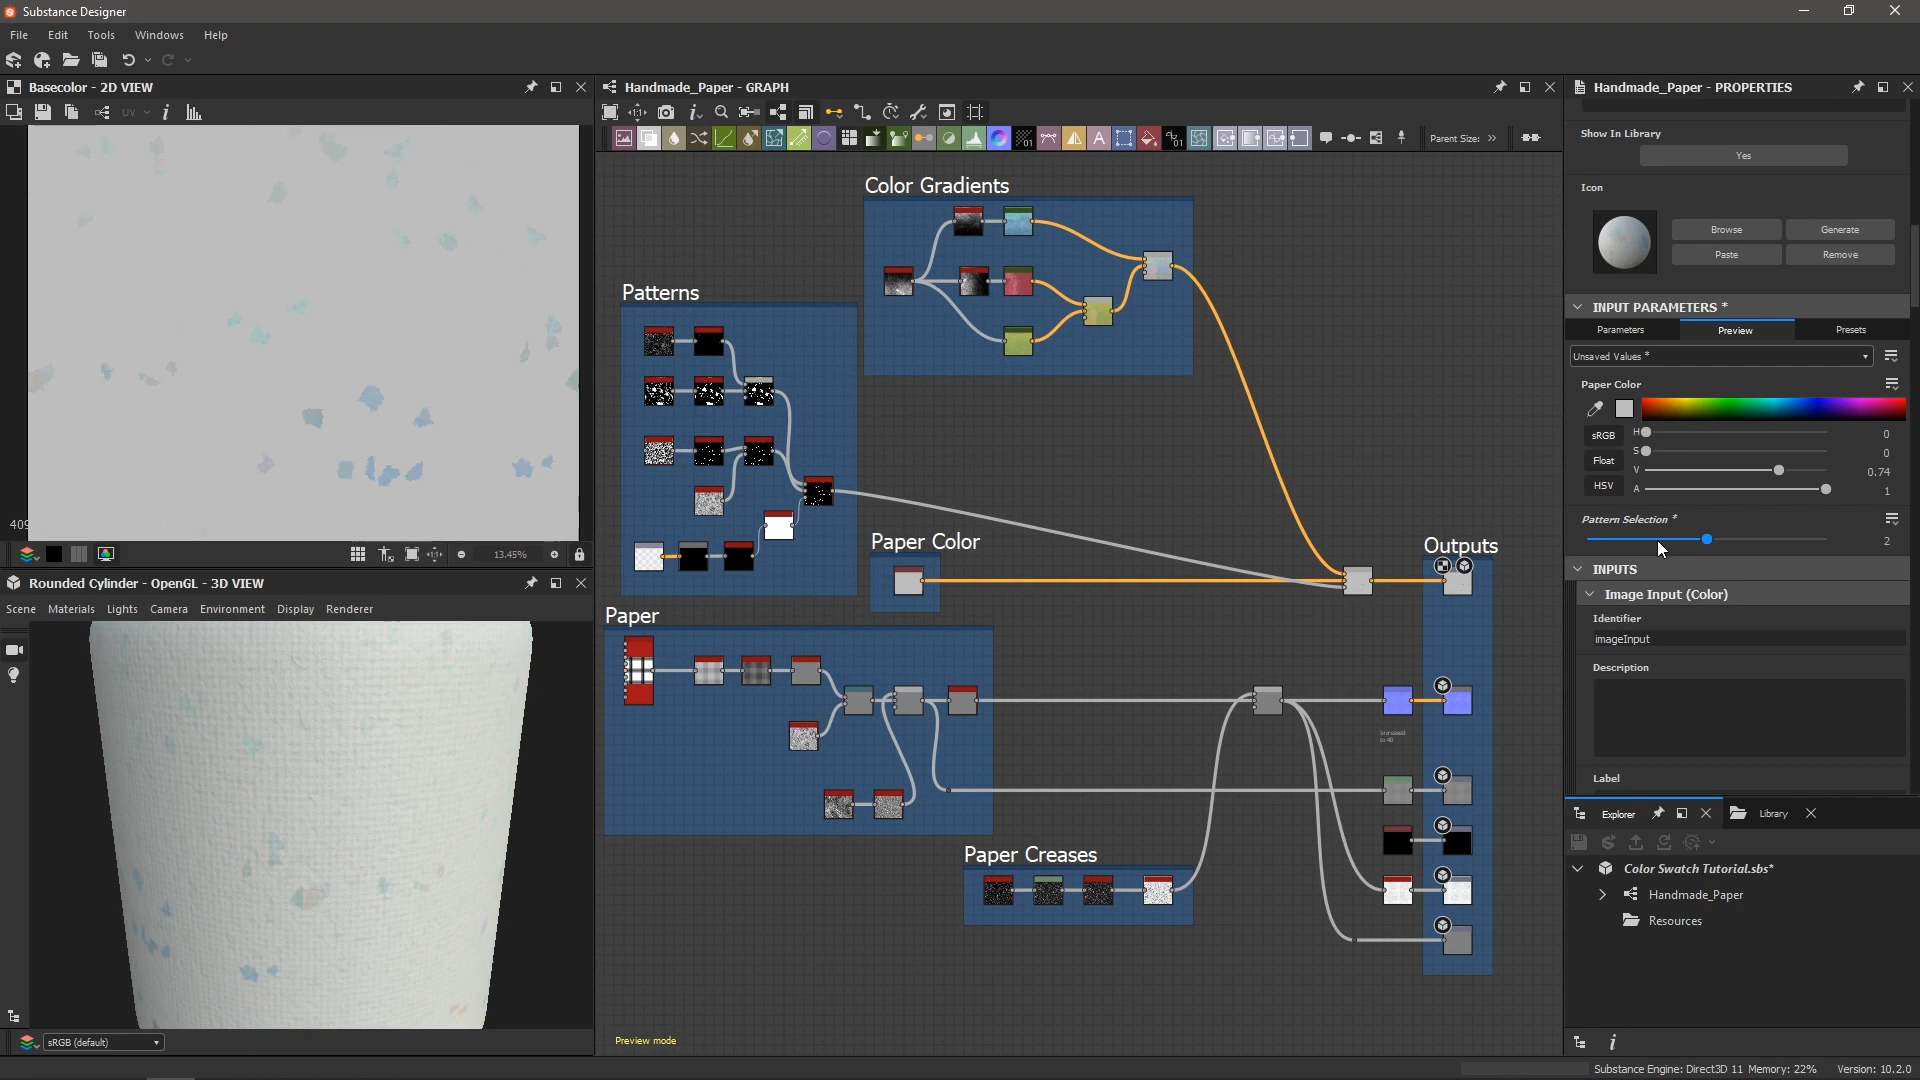 Substance Designer
File Edit Tools Windows Help
Basecolor - 2D VIEW
UV
13.45%
Rounded Cylinder - OpenGL - 3D VIEW
Scene Materials Lights Camera Environment Display Renderer
sRGB (default)
Handmade_Paper - GRAPH
Parent Size:
Color Gradients
Patterns
Paper Color
Outputs
Paper
Paper Creases
Preview mode
Handmade_Paper - PROPERTIES
Show In Library
Yes
Icon
Browse Generate
Paste Remove
INPUT PARAMETERS *
Parameters Preview Presets
Unsaved Values *
Paper Color
sRGB H 0
S 0
Float
V 0.74
HSV A 1
Pattern Selection *
2
INPUTS
Image Input (Color)
Identifier
imageInput
Description
Label
Explorer Library
Color Swatch Tutorial.sbs*
Handmade_Paper
Resources
Substance Engine: Direct3D 11 Memory: 22% Version: 10.2.0